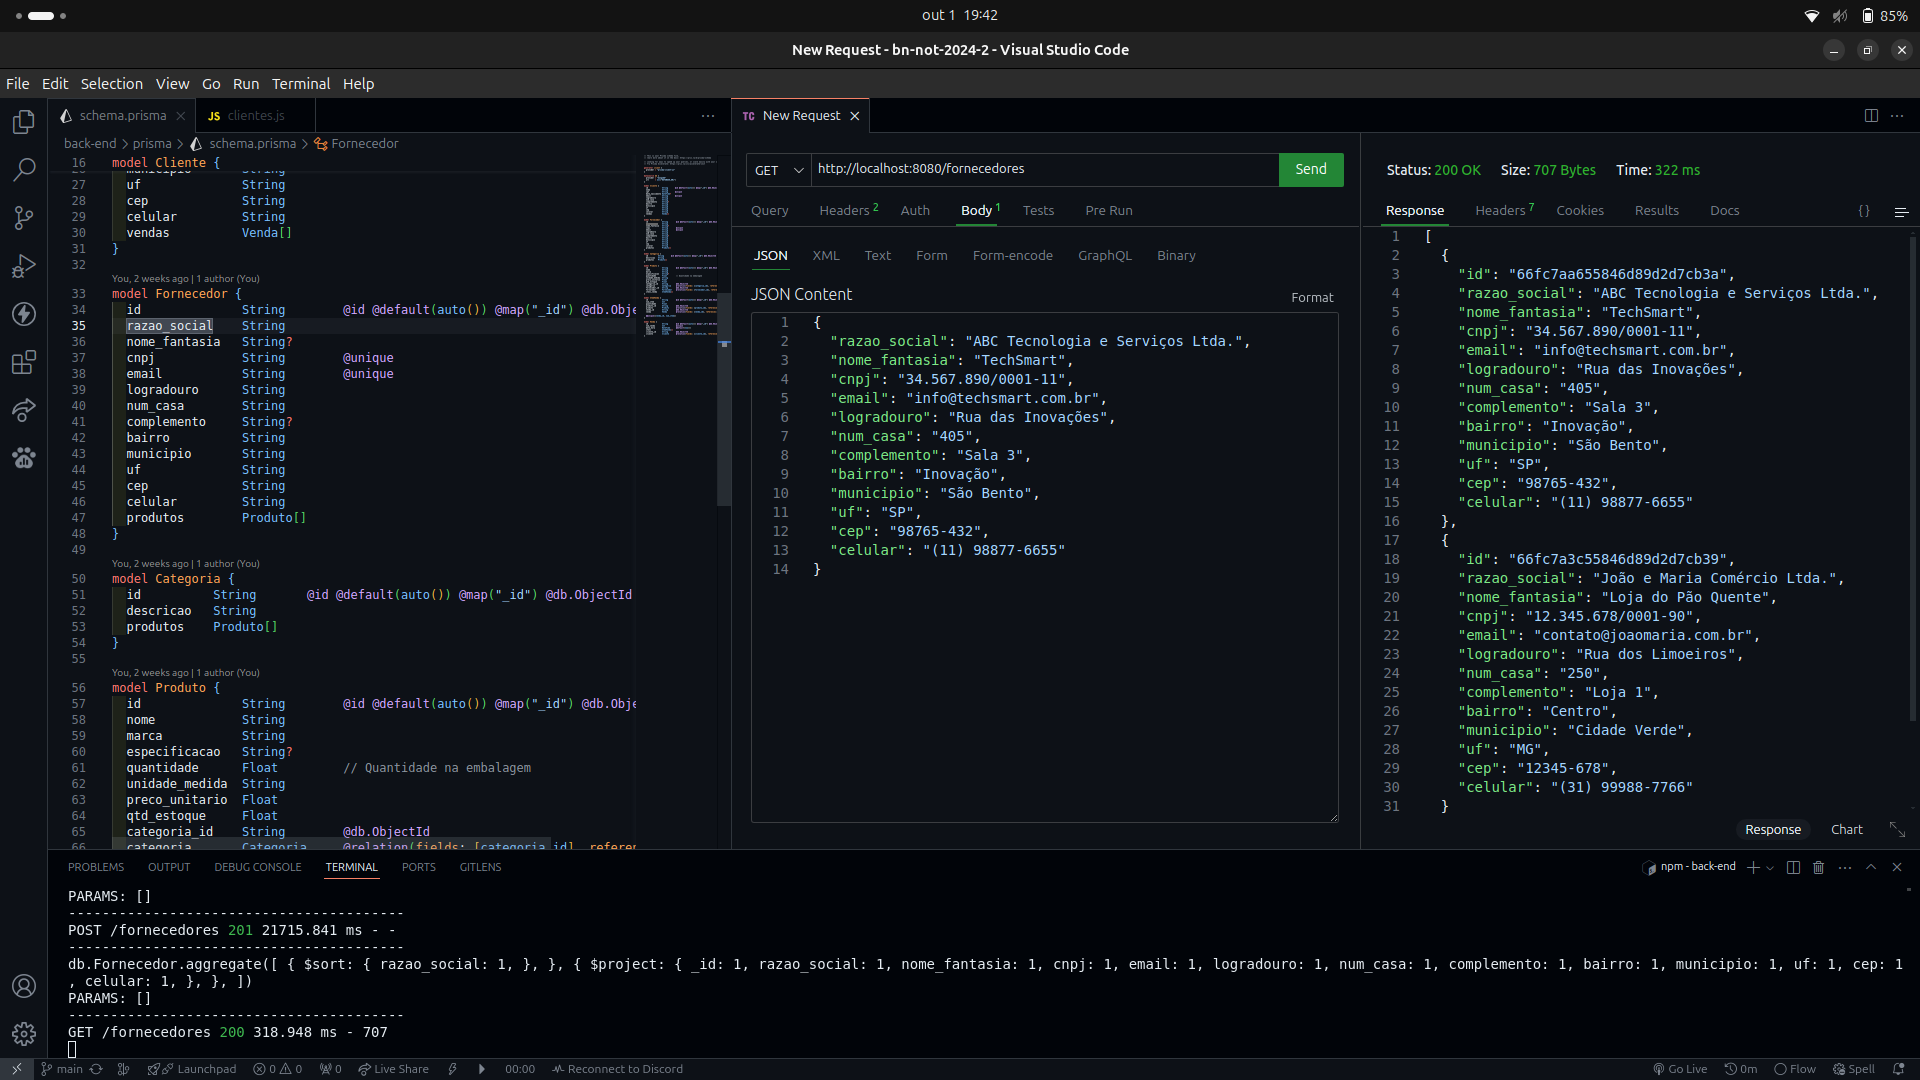 out 1 19:42
85%
New Request - bn-not-2024-2 - Visual Studio Code
File Edit Selection View Go Run Terminal Help
schema.prisma
JS clientes.js
back-end > prisma > schema.prisma > Fornecedor
16 model Cliente {
27 uf String
28 cep String
29 celular String
30 vendas Venda[]
31 }
32
You, 2 weeks ago | 1 author (You)
33 model Fornecedor {
34 id String @id @default(auto()) @map("_id") @db.Obje
35 razao_social String
36 nome_fantasia String?
37 cnpj String @unique
38 email String @unique
39 logradouro String
40 num_casa String
41 complemento String?
42 bairro String
43 municipio String
44 uf String
45 cep String
46 celular String
47 produtos Produto[]
48 }
49
You, 2 weeks ago | 1 author (You)
50 model Categoria {
51 id String @id @default(auto()) @map("_id") @db.ObjectId
52 descricao String
53 produtos Produto[]
54 }
55
You, 2 weeks ago | 1 author (You)
56 model Produto {
57 id String @id @default(auto()) @map("_id") @db.Obje
58 nome String
59 marca String
60 especificacao String?
61 quantidade Float // Quantidade na embalagem
62 unidade_medida String
63 preco_unitario Float
64 qtd_estoque Float
65 categoria_id String @db.ObjectId
66 categoria Categoria @relation(fields: [categoria_id], referen
TC New Request
GET http://localhost:8080/fornecedores Send
Query Headers 2 Auth Body 1 Tests Pre Run
JSON XML Text Form Form-encode GraphQL Binary
JSON Content
Format
1 {
2 "razao_social": "ABC Tecnologia e Serviços Ltda.",
3 "nome_fantasia": "TechSmart",
4 "cnpj": "34.567.890/0001-11",
5 "email": "info@techsmart.com.br",
6 "logradouro": "Rua das Inovações",
7 "num_casa": "405",
8 "complemento": "Sala 3",
9 "bairro": "Inovação",
10 "municipio": "São Bento",
11 "uf": "SP",
12 "cep": "98765-432",
13 "celular": "(11) 98877-6655"
14 }
Status: 200 OK Size: 707 Bytes Time: 322 ms
Response Headers 7 Cookies Results Docs {}
1 [
2 {
3 "id": "66fc7aa655846d89d2d7cb3a",
4 "razao_social": "ABC Tecnologia e Serviços Ltda.",
5 "nome_fantasia": "TechSmart",
6 "cnpj": "34.567.890/0001-11",
7 "email": "info@techsmart.com.br",
8 "logradouro": "Rua das Inovações",
9 "num_casa": "405",
10 "complemento": "Sala 3",
11 "bairro": "Inovação",
12 "municipio": "São Bento",
13 "uf": "SP",
14 "cep": "98765-432",
15 "celular": "(11) 98877-6655"
16 },
17 {
18 "id": "66fc7a3c55846d89d2d7cb39",
19 "razao_social": "João e Maria Comércio Ltda.",
20 "nome_fantasia": "Loja do Pão Quente",
21 "cnpj": "12.345.678/0001-90",
22 "email": "contato@joaomaria.com.br",
23 "logradouro": "Rua dos Limoeiros",
24 "num_casa": "250",
25 "complemento": "Loja 1",
26 "bairro": "Centro",
27 "municipio": "Cidade Verde",
28 "uf": "MG",
29 "cep": "12345-678",
30 "celular": "(31) 99988-7766"
31 }
Response Chart
PROBLEMS OUTPUT DEBUG CONSOLE TERMINAL PORTS GITLENS
npm - back-end
PARAMS: []
----------------------------------------
POST /fornecedores 201 21715.841 ms - -
----------------------------------------
db.Fornecedor.aggregate([ { $sort: { razao_social: 1, }, }, { $project: { _id: 1, razao_social: 1, nome_fantasia: 1, cnpj: 1, email: 1, logradouro: 1, num_casa: 1, complemento: 1, bairro: 1, municipio: 1, uf: 1, cep: 1
, celular: 1, }, }, ])
PARAMS: []
----------------------------------------
GET /fornecedores 200 318.948 ms - 707
main Launchpad 0 0 0 Live Share 00:00 Reconnect to Discord
Go Live 0m Flow Spell